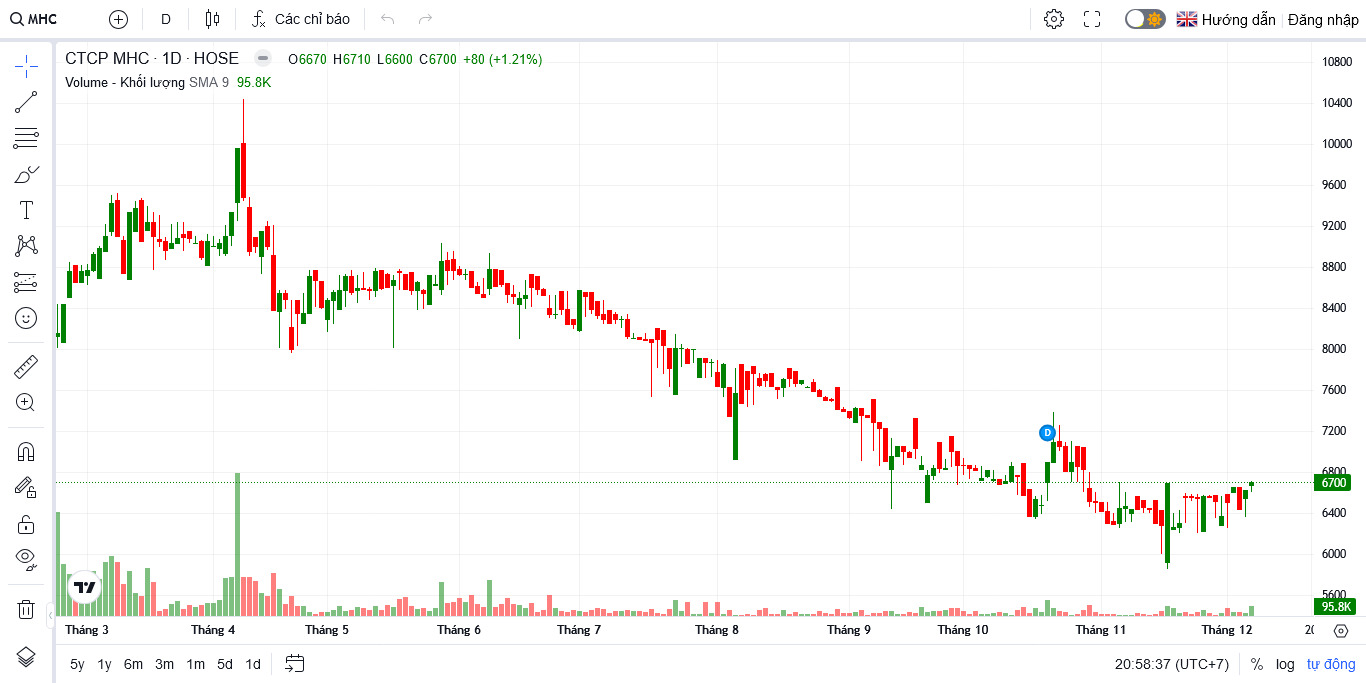 MHC D Các chỉ báo Hướng dẫn Đăng nhập
CTCP MHC · 1D · HOSE O6670 H6710 L6600 C6700 +80 (+1.21%)
Volume - Khối lượng SMA 9 95.8K
10800
10400
10000
9600
9200
8800
8400
8000
7600
7200
D
6800
6700
6400
6000
5600
95.8K
Tháng 3 Tháng 4 Tháng 5 Tháng 6 Tháng 7 Tháng 8 Tháng 9 Tháng 10 Tháng 11 Tháng 12
5y 1y 6m 3m 1m 5d 1d 20:58:37 (UTC+7) % log tự động